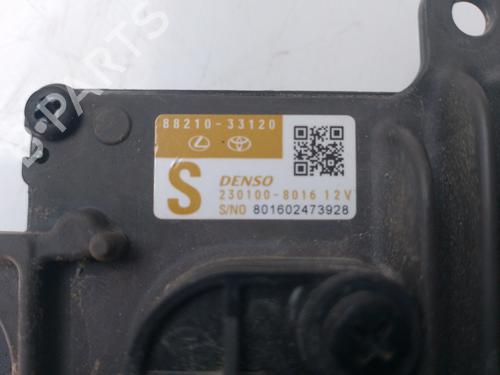 B-PARTS
88210-33120
S
DENSO
230100-8016 12V
S/NO 801602473928